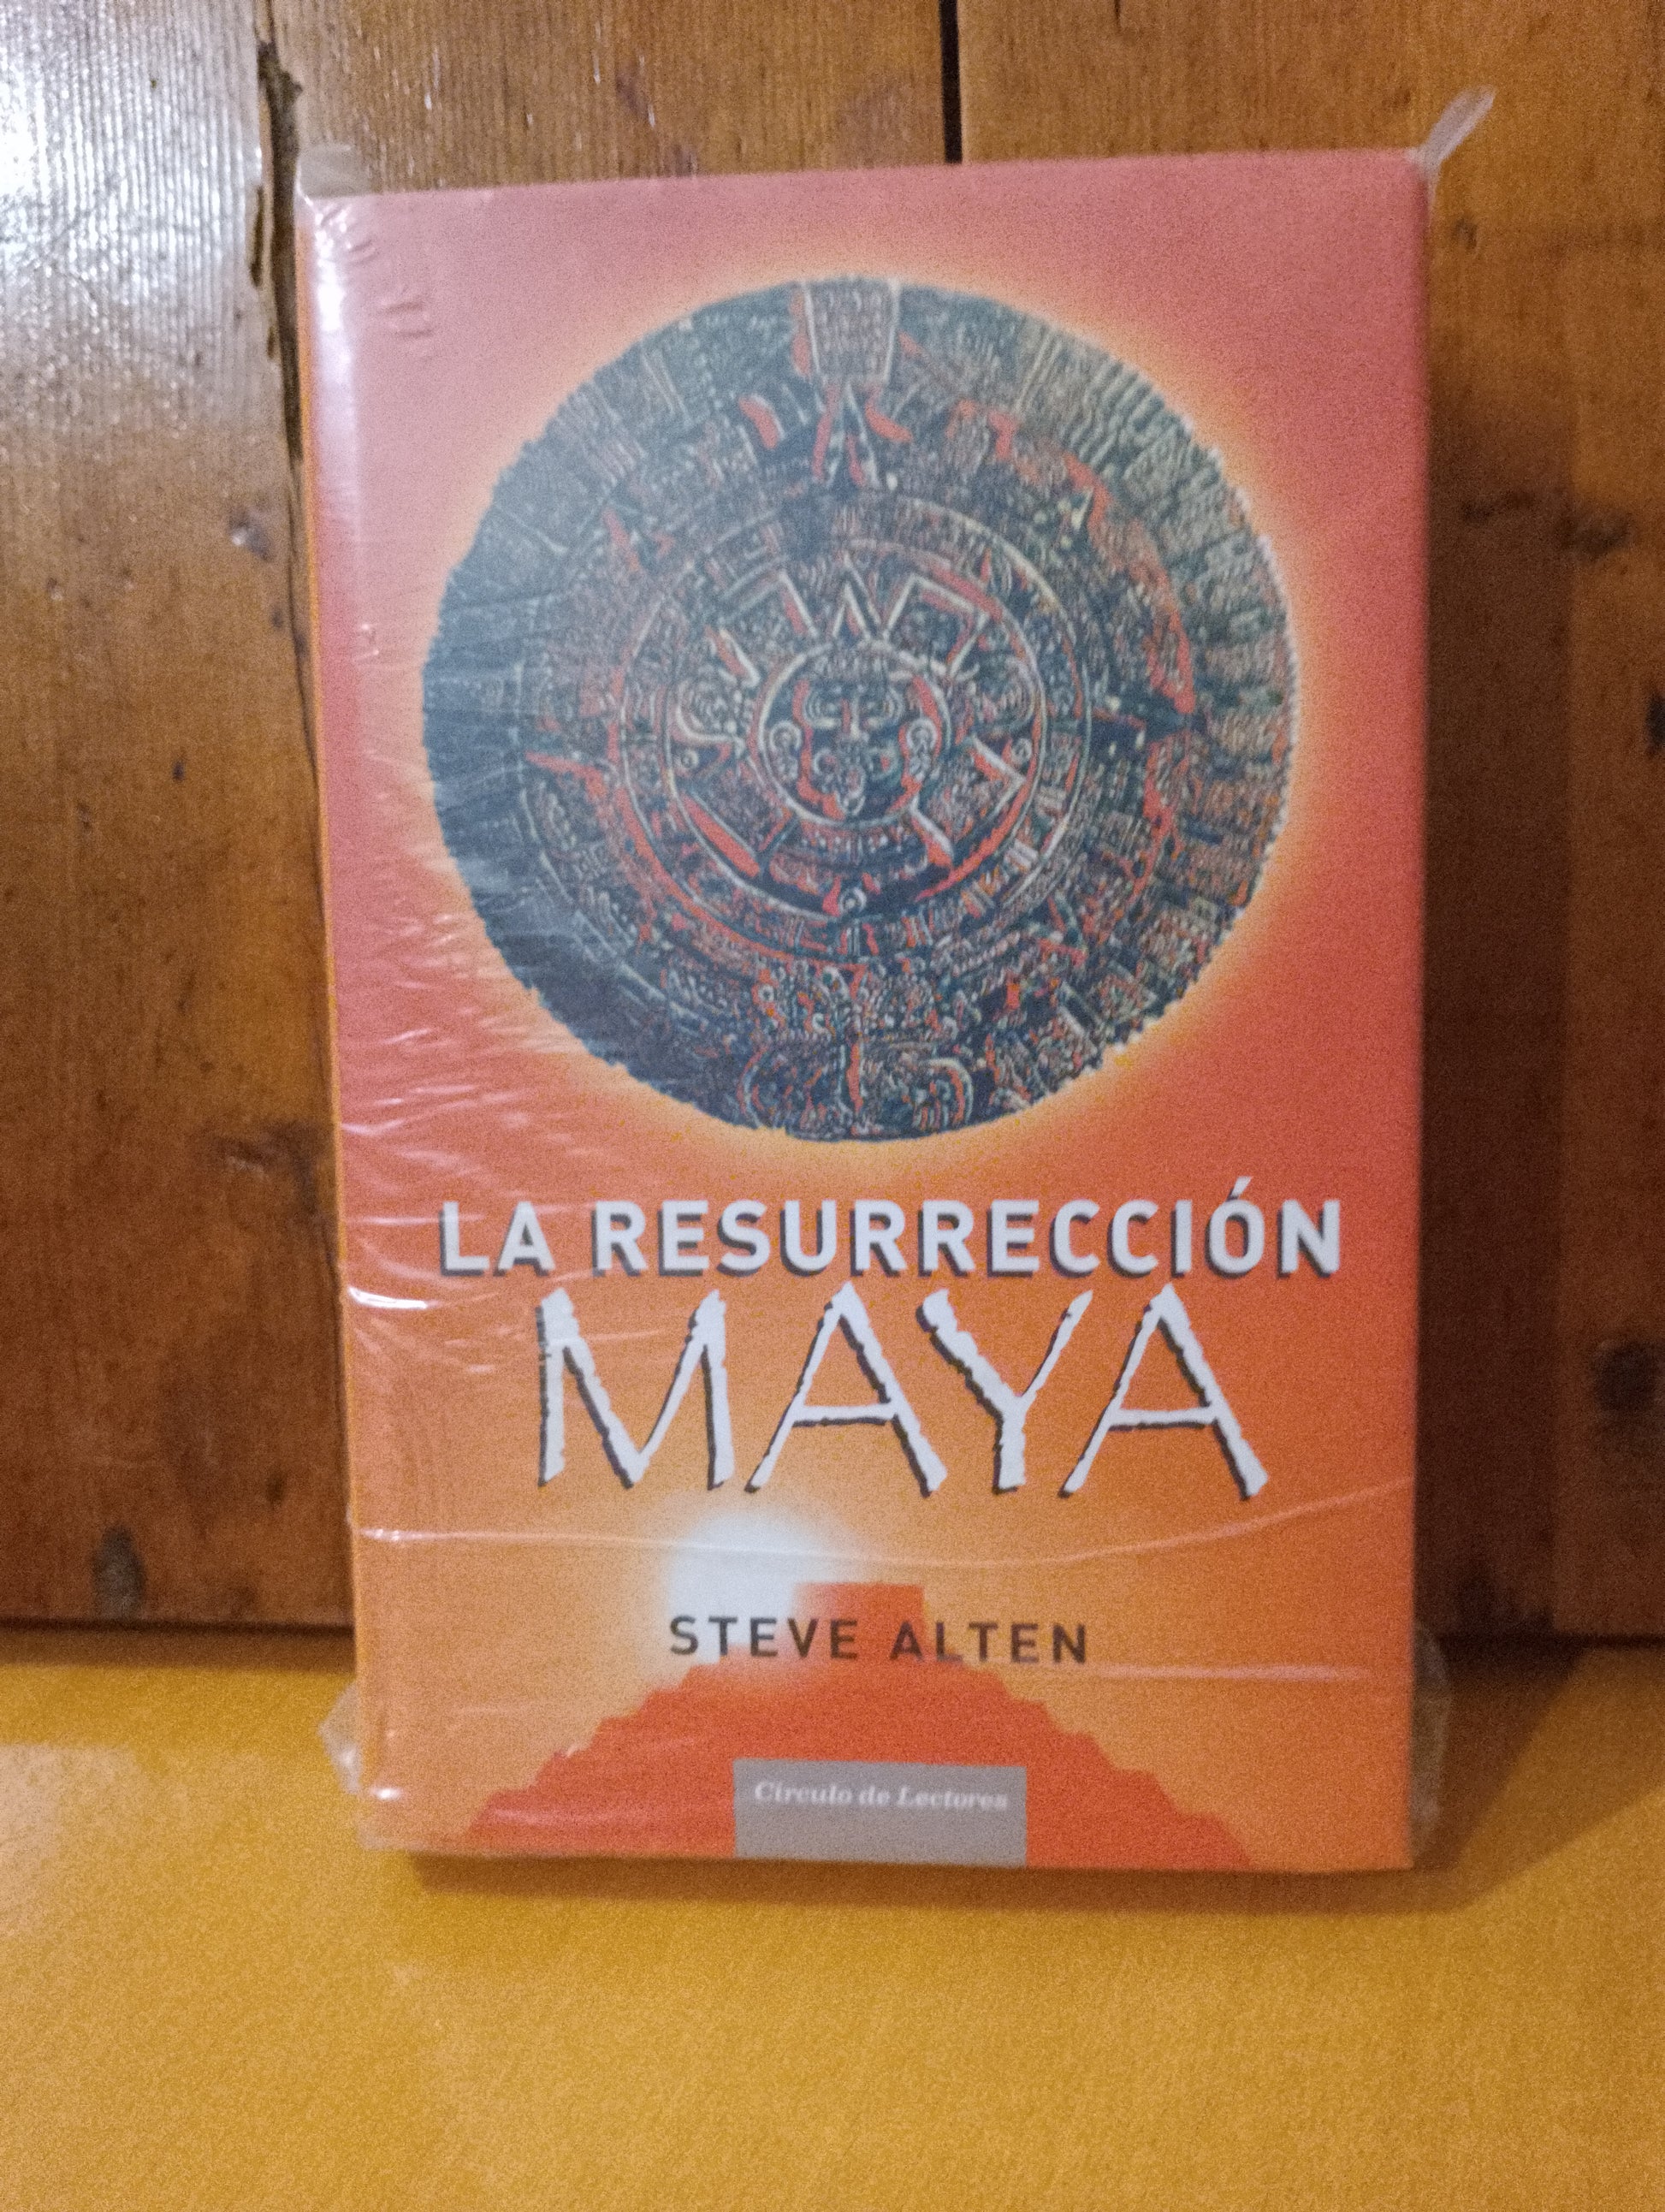 LA RESURRECCIÓN
MAYA
STEVE ALTEN
Círculo de Lectores